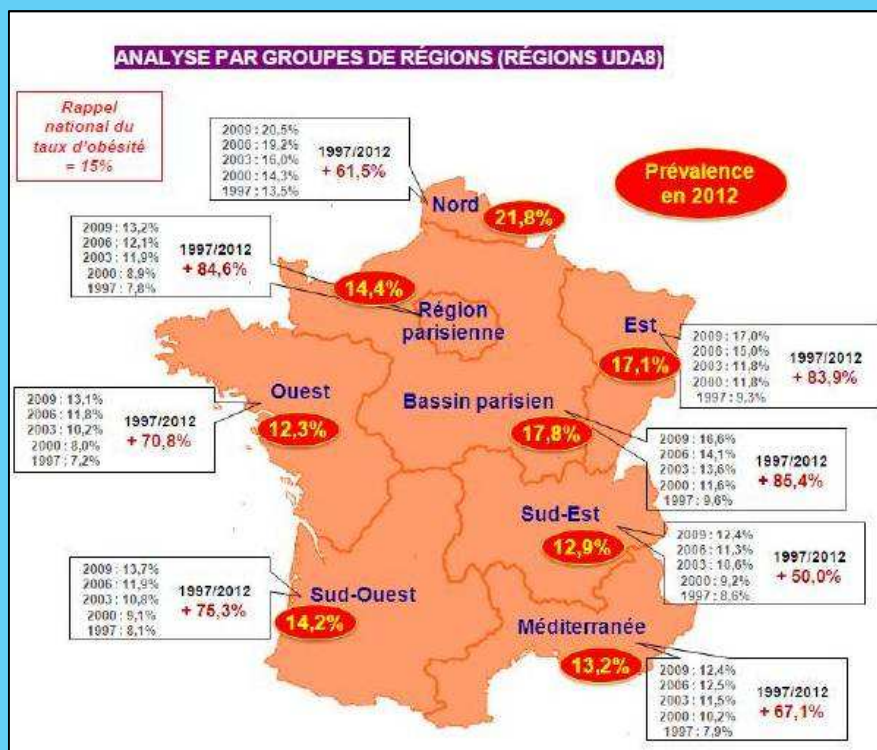 ANALYSE PAR GROUPES DE RÉGIONS (RÉGIONS UDA8)
Rappel
national du
taux d'obésité
= 15%
2009 : 20,5%
2006 : 19,2%
2003 : 16,0%
2000 : 14,3%
1997 : 13,5%
1997/2012
+ 61,5%
Prévalence
en 2012
Nord
21,8%
2009 : 13,2%
2006 : 12,1%
2003 : 11,9%
2000 : 8,9%
1997 : 7,8%
1997/2012
+ 84,6%
14,4%
Région
parisienne
Est
17,1%
2009 : 17,0%
2006 : 15,0%
2003 : 11,8%
2000 : 11,8%
1997 : 9,3%
1997/2012
+ 83,9%
2009 : 13,1%
2006 : 11,8%
2003 : 10,2%
2000 : 8,0%
1997 : 7,2%
1997/2012
+ 70,8%
Ouest
12,3%
Bassin parisien
17,8%
2009 : 16,6%
2006 : 14,1%
2003 : 13,6%
2000 : 11,6%
1997 : 9,6%
1997/2012
+ 85,4%
Sud-Est
12,9%
2009 : 12,4%
2006 : 11,3%
2003 : 10,6%
2000 : 9,2%
1997 : 8,6%
1997/2012
+ 50,0%
2009 : 13,7%
2006 : 11,9%
2003 : 10,8%
2000 : 9,1%
1997 : 8,1%
1997/2012
+ 75,3%
Sud-Ouest
14,2%
Méditerranée
13,2%
2009 : 12,4%
2006 : 12,5%
2003 : 11,5%
2000 : 10,2%
1997 : 7,9%
1997/2012
+ 67,1%